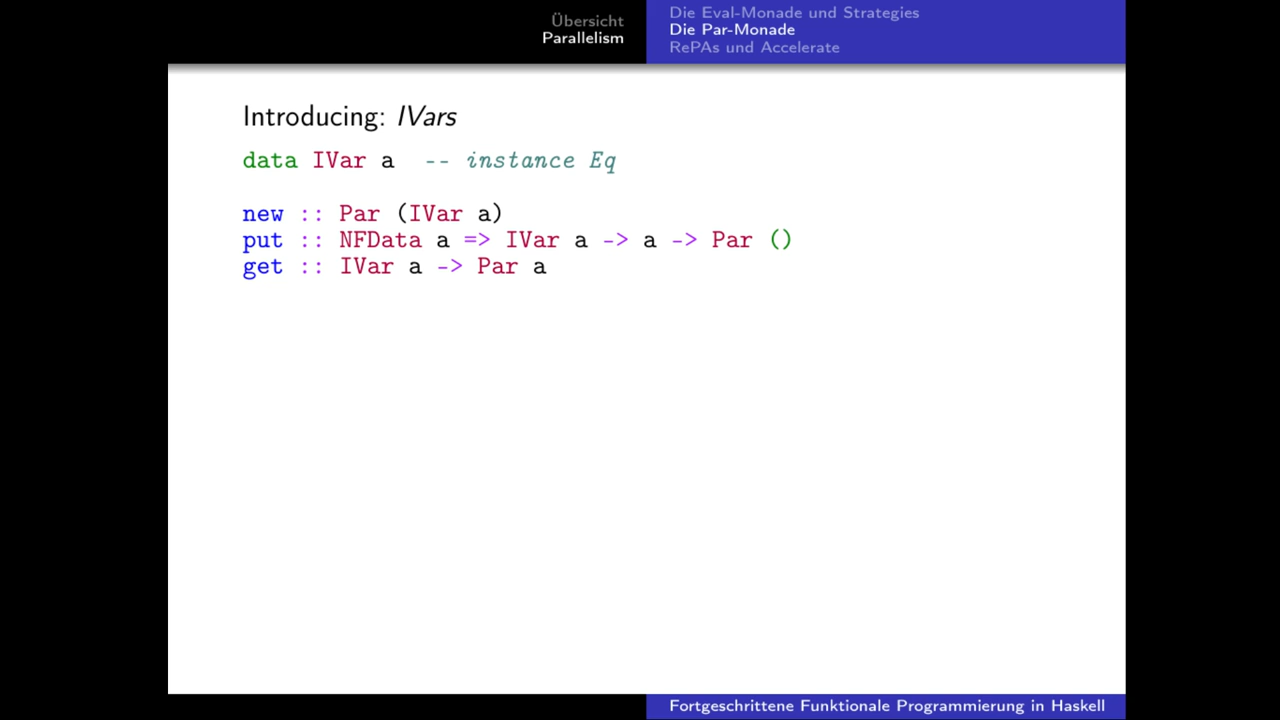 Übersicht
Parallelism
Die Eval-Monade und Strategies
Die Par-Monade
RePAs und Accelerate
Introducing: IVars
data IVar a  -- instance Eq
new :: Par (IVar a)
put :: NFData a => IVar a -> a -> Par ()
get :: IVar a -> Par a
Fortgeschrittene Funktionale Programmierung in Haskell